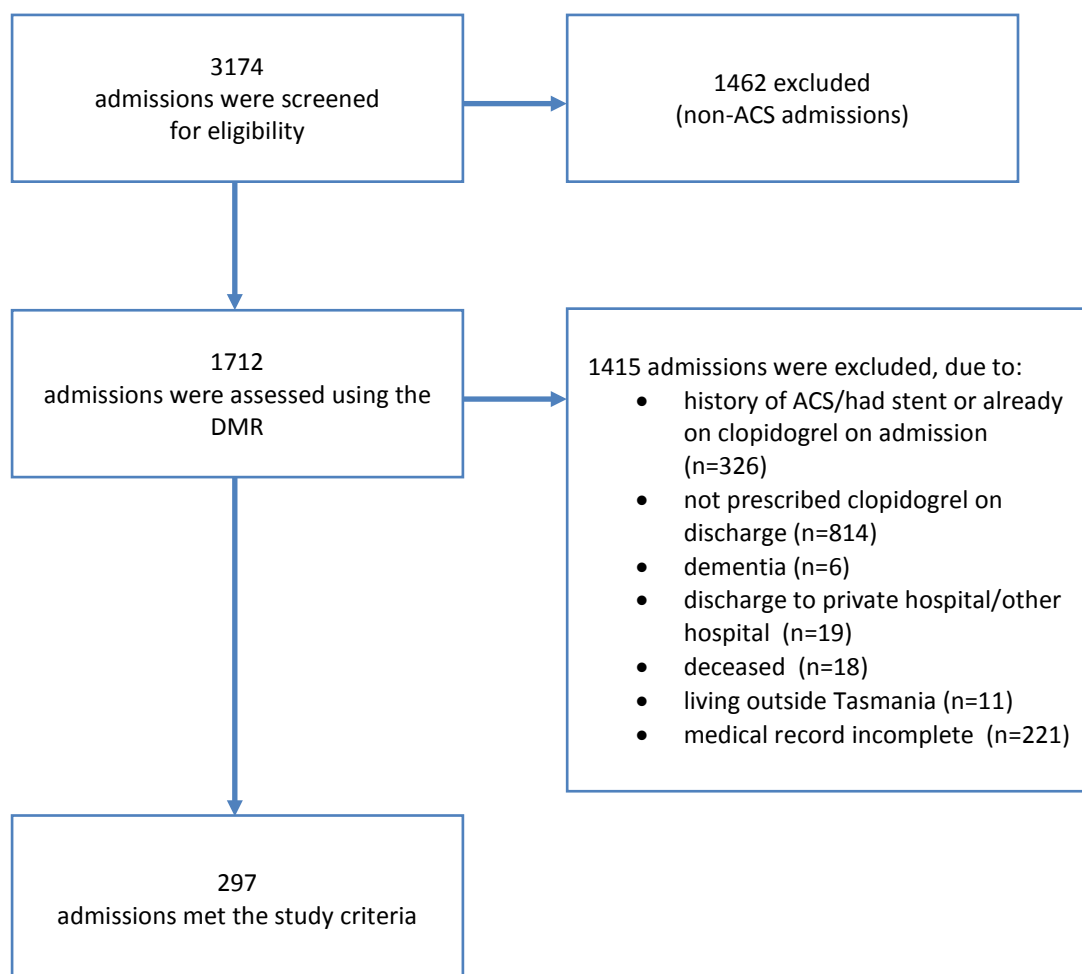 3174
admissions were screened
for eligibility
1462 excluded
(non-ACS admissions)
1712
admissions were assessed using the
DMR
1415 admissions were excluded, due to:
• history of ACS/had stent or already
on clopidogrel on admission
(n=326)
• not prescribed clopidogrel on
discharge (n=814)
• dementia (n=6)
• discharge to private hospital/other
hospital (n=19)
• deceased (n=18)
• living outside Tasmania (n=11)
• medical record incomplete (n=221)
297
admissions met the study criteria